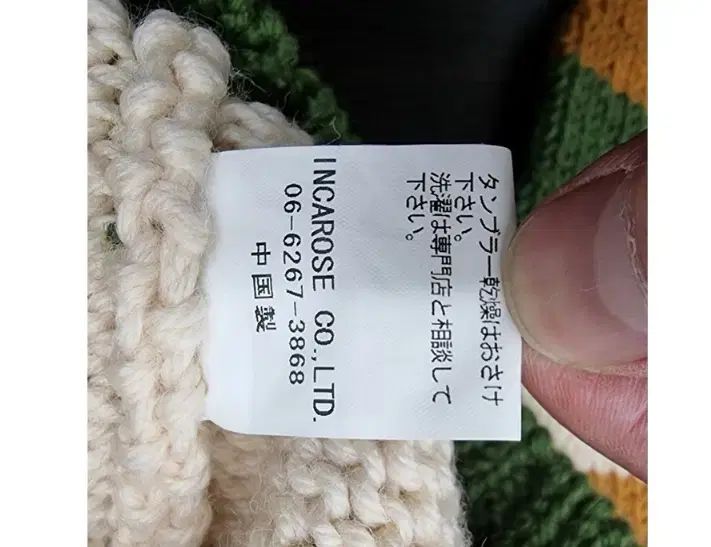 タンブラー乾燥はおさけ
下さい。
洗濯は専門店と相談して
下さい。
INCAROSE CO.,LTD.
06-6267-3868
中国製